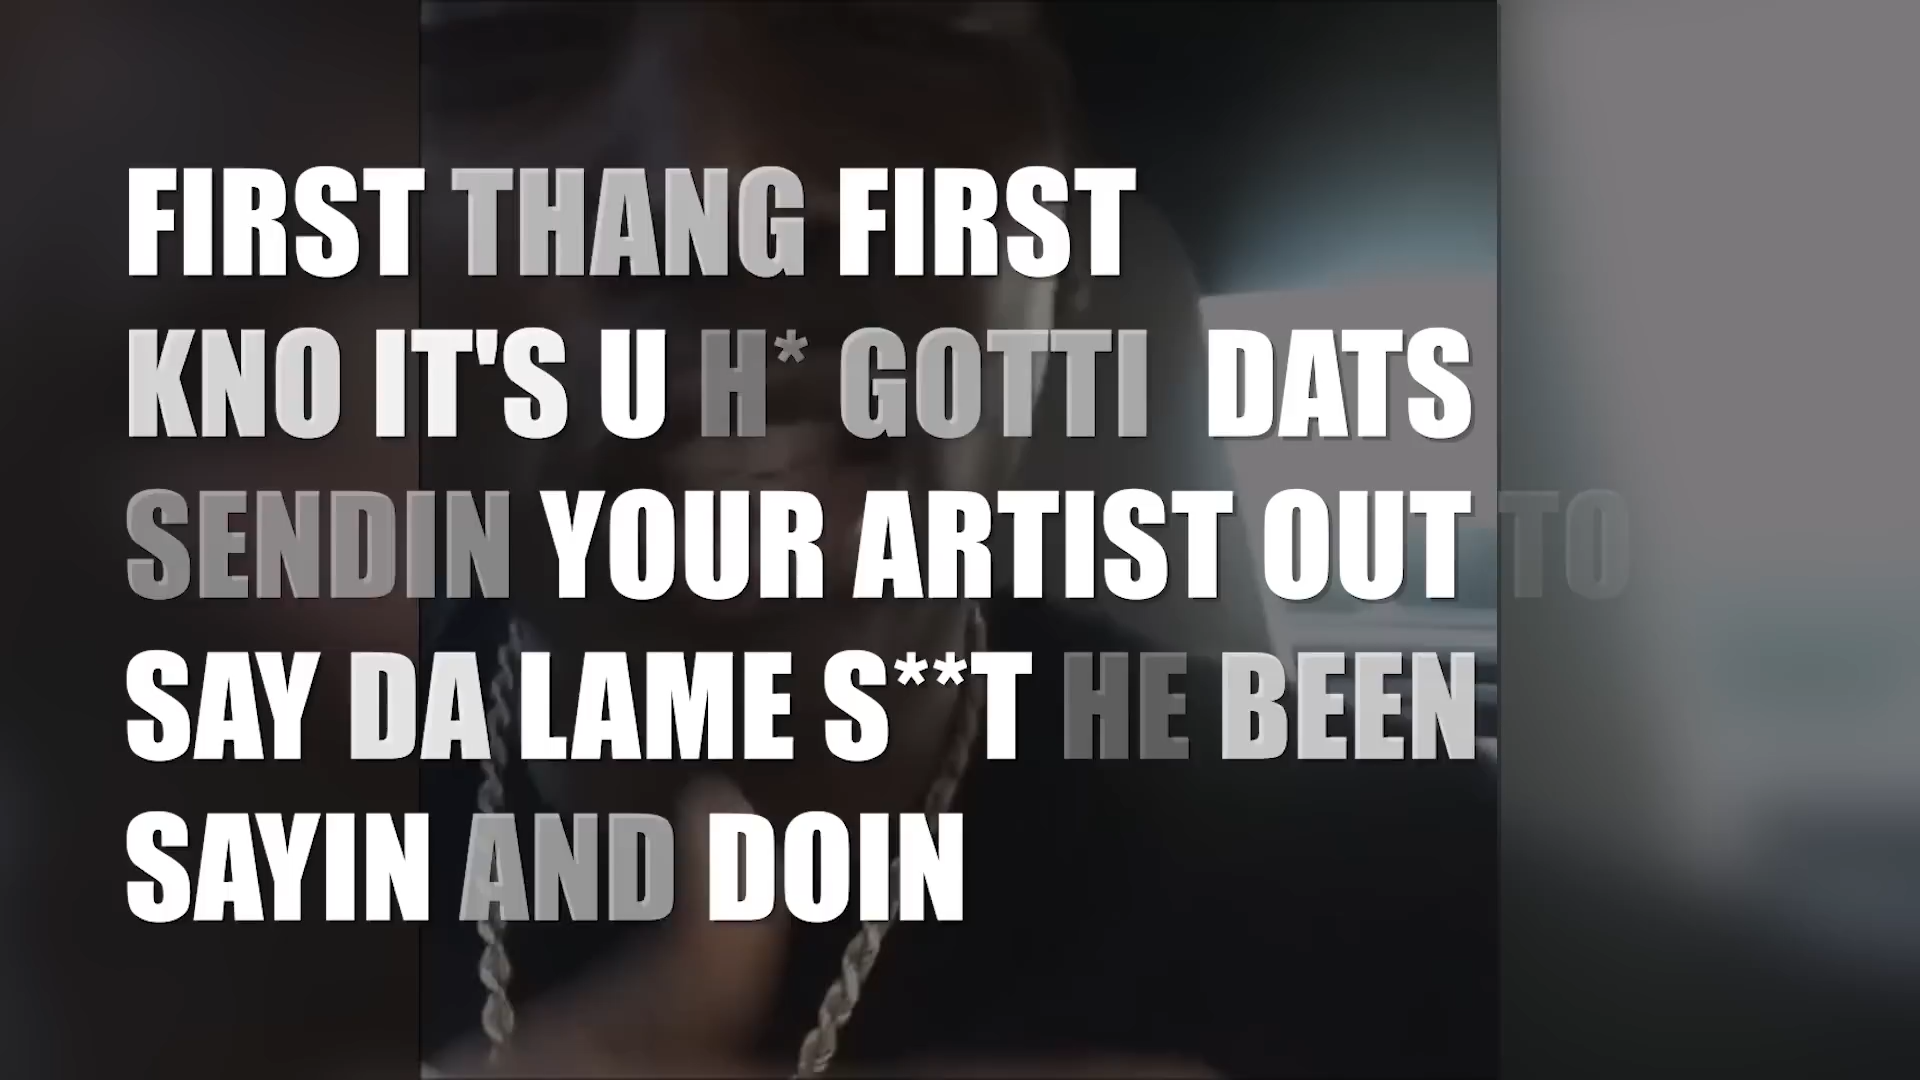 FIRST THANG FIRST
KNO IT'S U H* GOTTI DATS
SENDIN YOUR ARTIST OUT TO
SAY DA LAME S**T HE BEEN
SAYIN AND DOIN